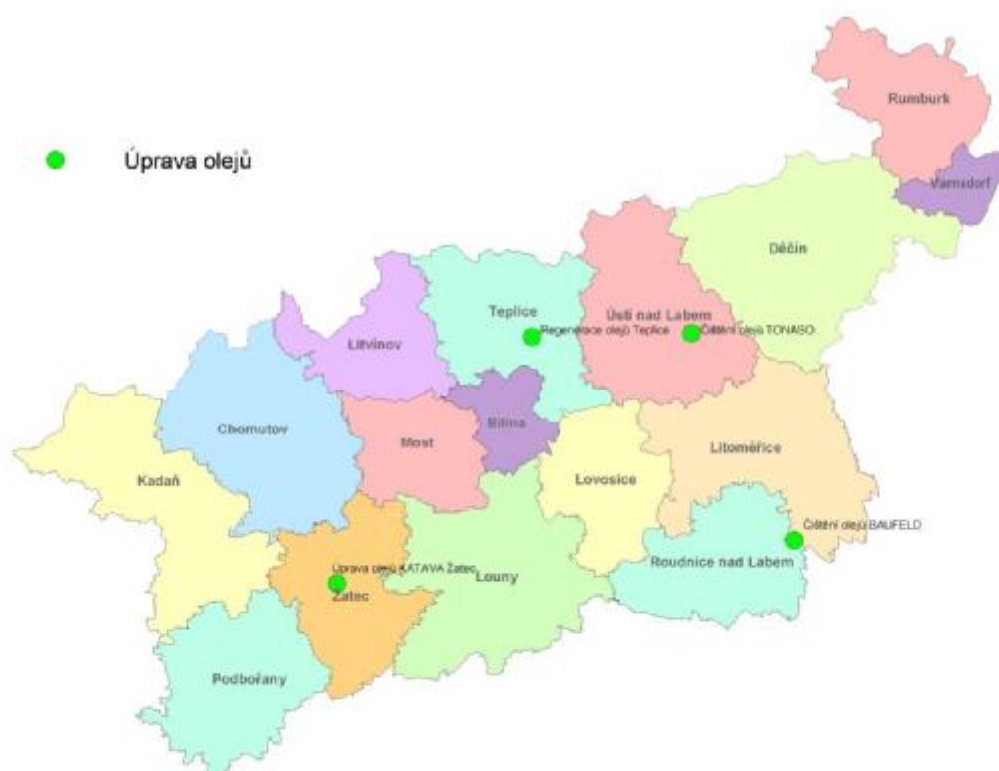 Rumburk
Úprava olejů
Varnsdorf
Děčín
Teplice
Ústí nad Labem
Regenerace olejů Teplice
Čištění olejů TONASO
Litvínov
Bílina
Chomutov
Most
Litoměřice
Kadaň
Lovosice
Čištění olejů BAUFELD
Roudnice nad Labem
Úprava olejů KATAVA Žatec
Louny
Žatec
Podbořany